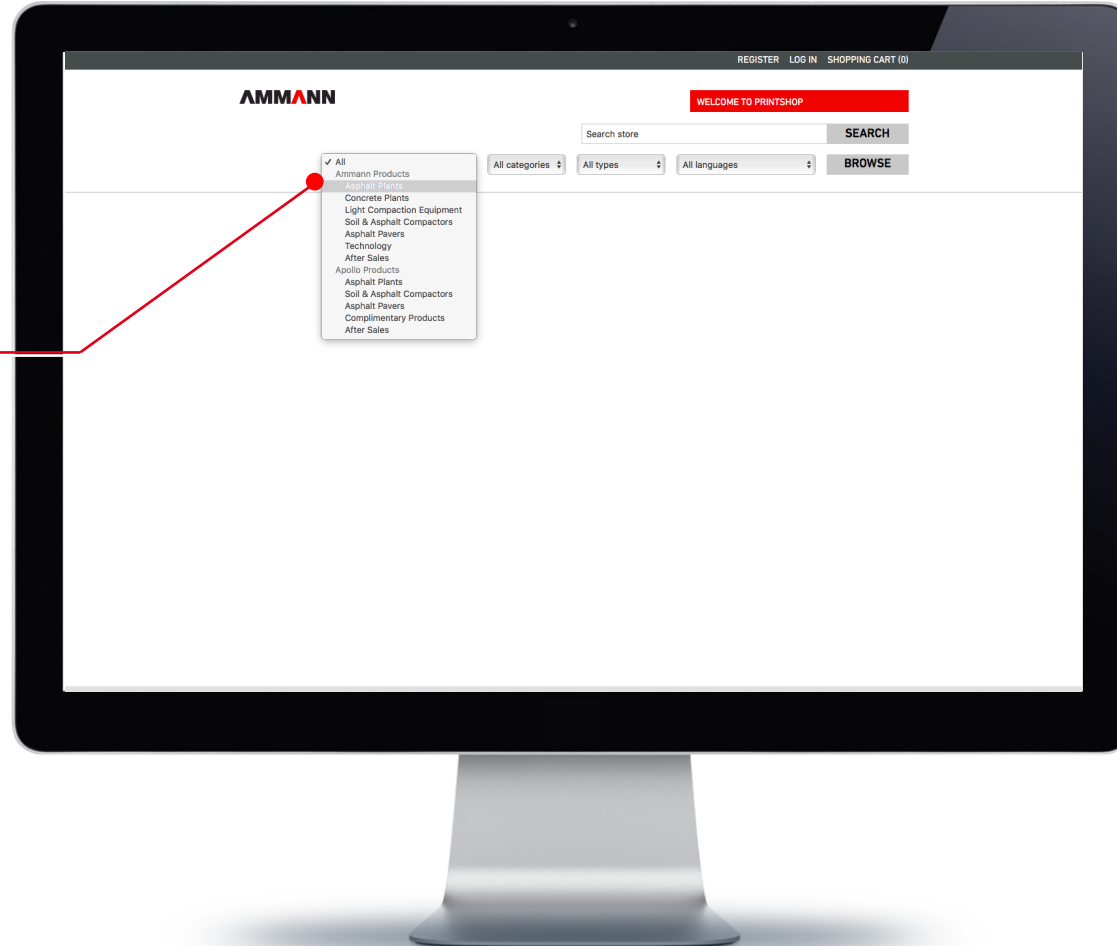 REGISTER LOG IN SHOPPING CART (0)
AMMANN
WELCOME TO PRINTSHOP
Search store SEARCH
✓ All
All categories All types All languages BROWSE
Ammann Products
Asphalt Plants
Concrete Plants
Light Compaction Equipment
Soil & Asphalt Compactors
Asphalt Pavers
Technology
After Sales
Apollo Products
Asphalt Plants
Soil & Asphalt Compactors
Asphalt Pavers
Complimentary Products
After Sales